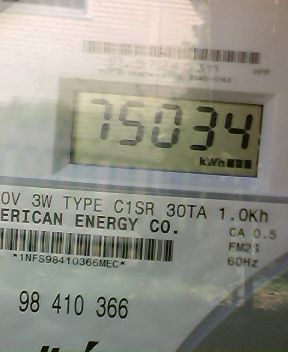 75034
kWh
0V 3W TYPE C1SR 30TA 1.0Kh
ERICAN ENERGY CO.
CA 0.5
FM2S
60Hz
*1NFS98410366MEC*
98 410 366